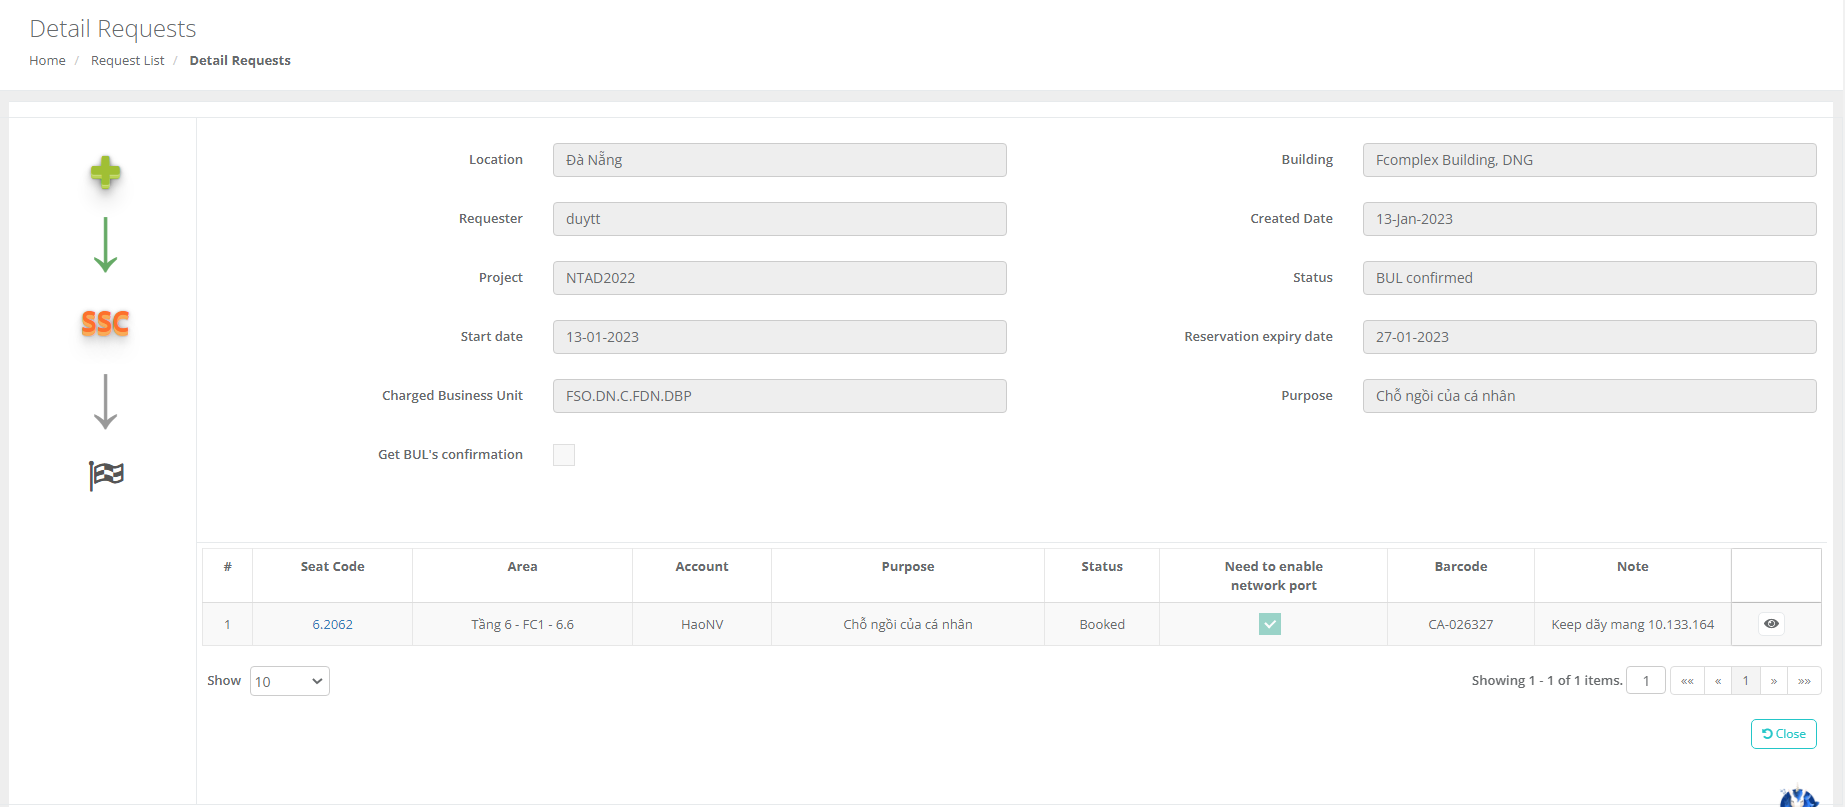 Detail Requests
Home / Request List / Detail Requests
Location Đà Nẵng Building Fcomplex Building, DNG
Requester duytt Created Date 13-Jan-2023
Project NTAD2022 Status BUL confirmed
SSC
Start date 13-01-2023 Reservation expiry date 27-01-2023
Charged Business Unit FSO.DN.C.FDN.DBP Purpose Chỗ ngồi của cá nhân
Get BUL's confirmation
# Seat Code Area Account Purpose Status Need to enable network port Barcode Note
1 6.2062 Tầng 6 - FC1 - 6.6 HaoNV Chỗ ngồi của cá nhân Booked CA-026327 Keep dãy mang 10.133.164
Show 10 Showing 1 - 1 of 1 items. 1 «« « 1 » »»
Close